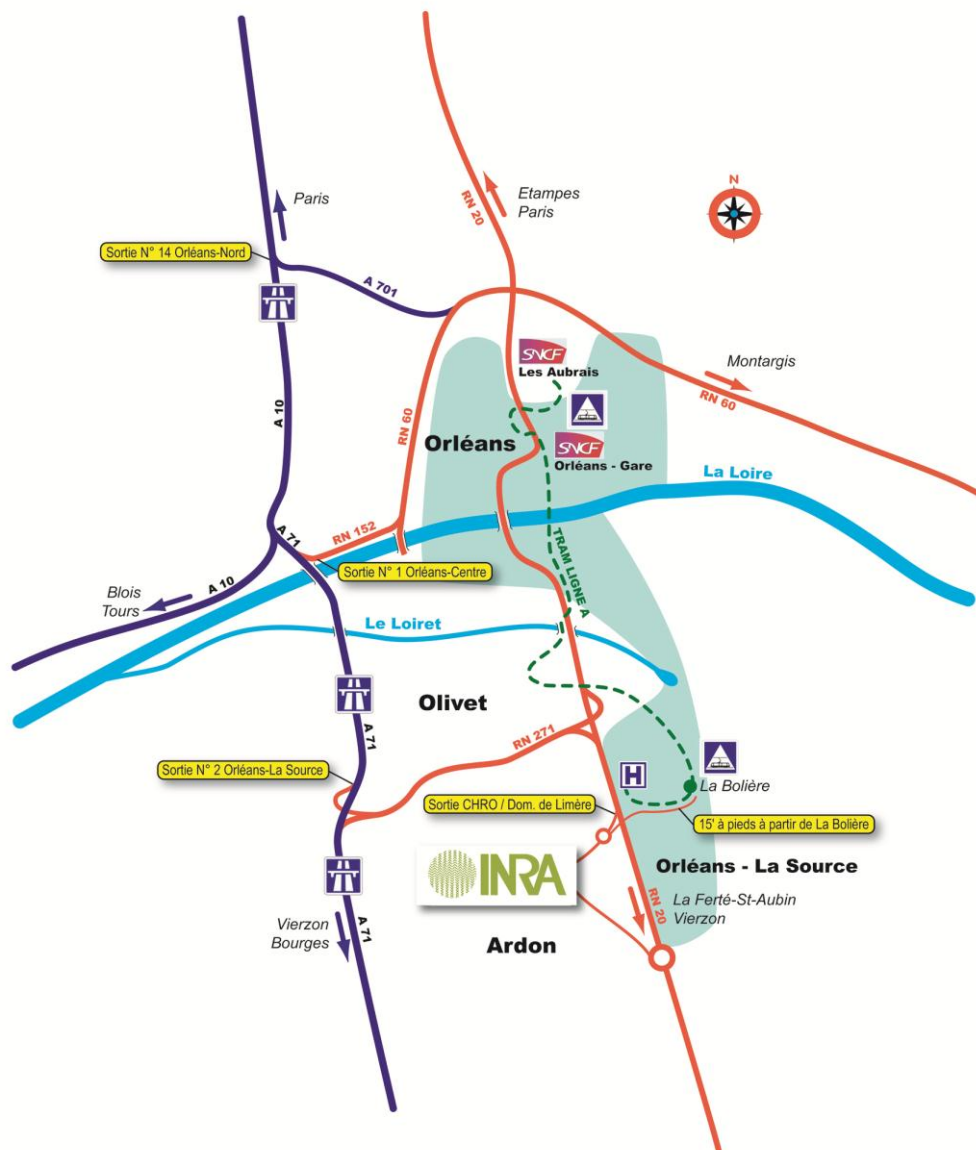 N
Paris
Etampes
Paris
RN 20
Sortie N° 14 Orléans-Nord
A 701
SNCF
Les Aubrais
Montargis
RN 60
A 10
RN 60
Orléans
SNCF
Orléans - Gare
La Loire
A 71
RN 152
Sortie N° 1 Orléans-Centre
TRAM LIGNE A
A 10
Blois
Tours
Le Loiret
Olivet
A 71
RN 271
Sortie N° 2 Orléans-La Source
H
La Bolière
Sortie CHRO / Dom. de Limère
15' à pieds à partir de La Bolière
INRA
Orléans - La Source
RN 20
La Ferté-St-Aubin
Vierzon
Vierzon
Bourges
A 71
Ardon